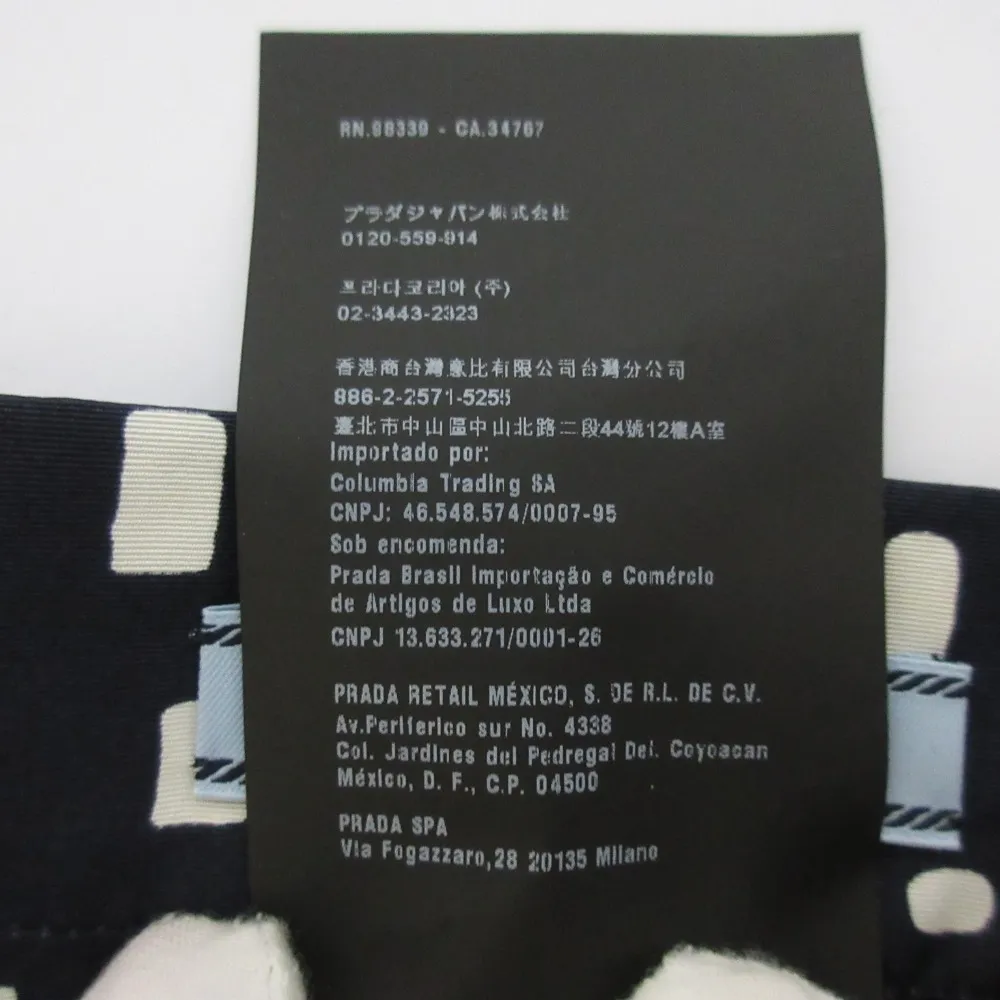 RN.98339 - CA.34767
プラダジャパン株式会社
0120-559-914
프라다코리아 (주)
02-3443-2323
香港商台灣意比有限公司台灣分公司
886-2-2571-5255
臺北市中山區中山北路二段44號12樓A室
Importado por:
Columbia Trading SA
CNPJ: 46.548.574/0007-95
Sob encomenda:
Prada Brasil Importação e Comércio
de Artigos de Luxo Ltda
CNPJ 13.633.271/0001-26
PRADA RETAIL MÉXICO, S. DE R.L. DE C.V.
Av.Periferico sur No. 4338
Col. Jardines del Pedregal Del. Coyoacan
México, D. F., C.P. 04500
PRADA SPA
Via Fogazzaro,28 20135 Milano